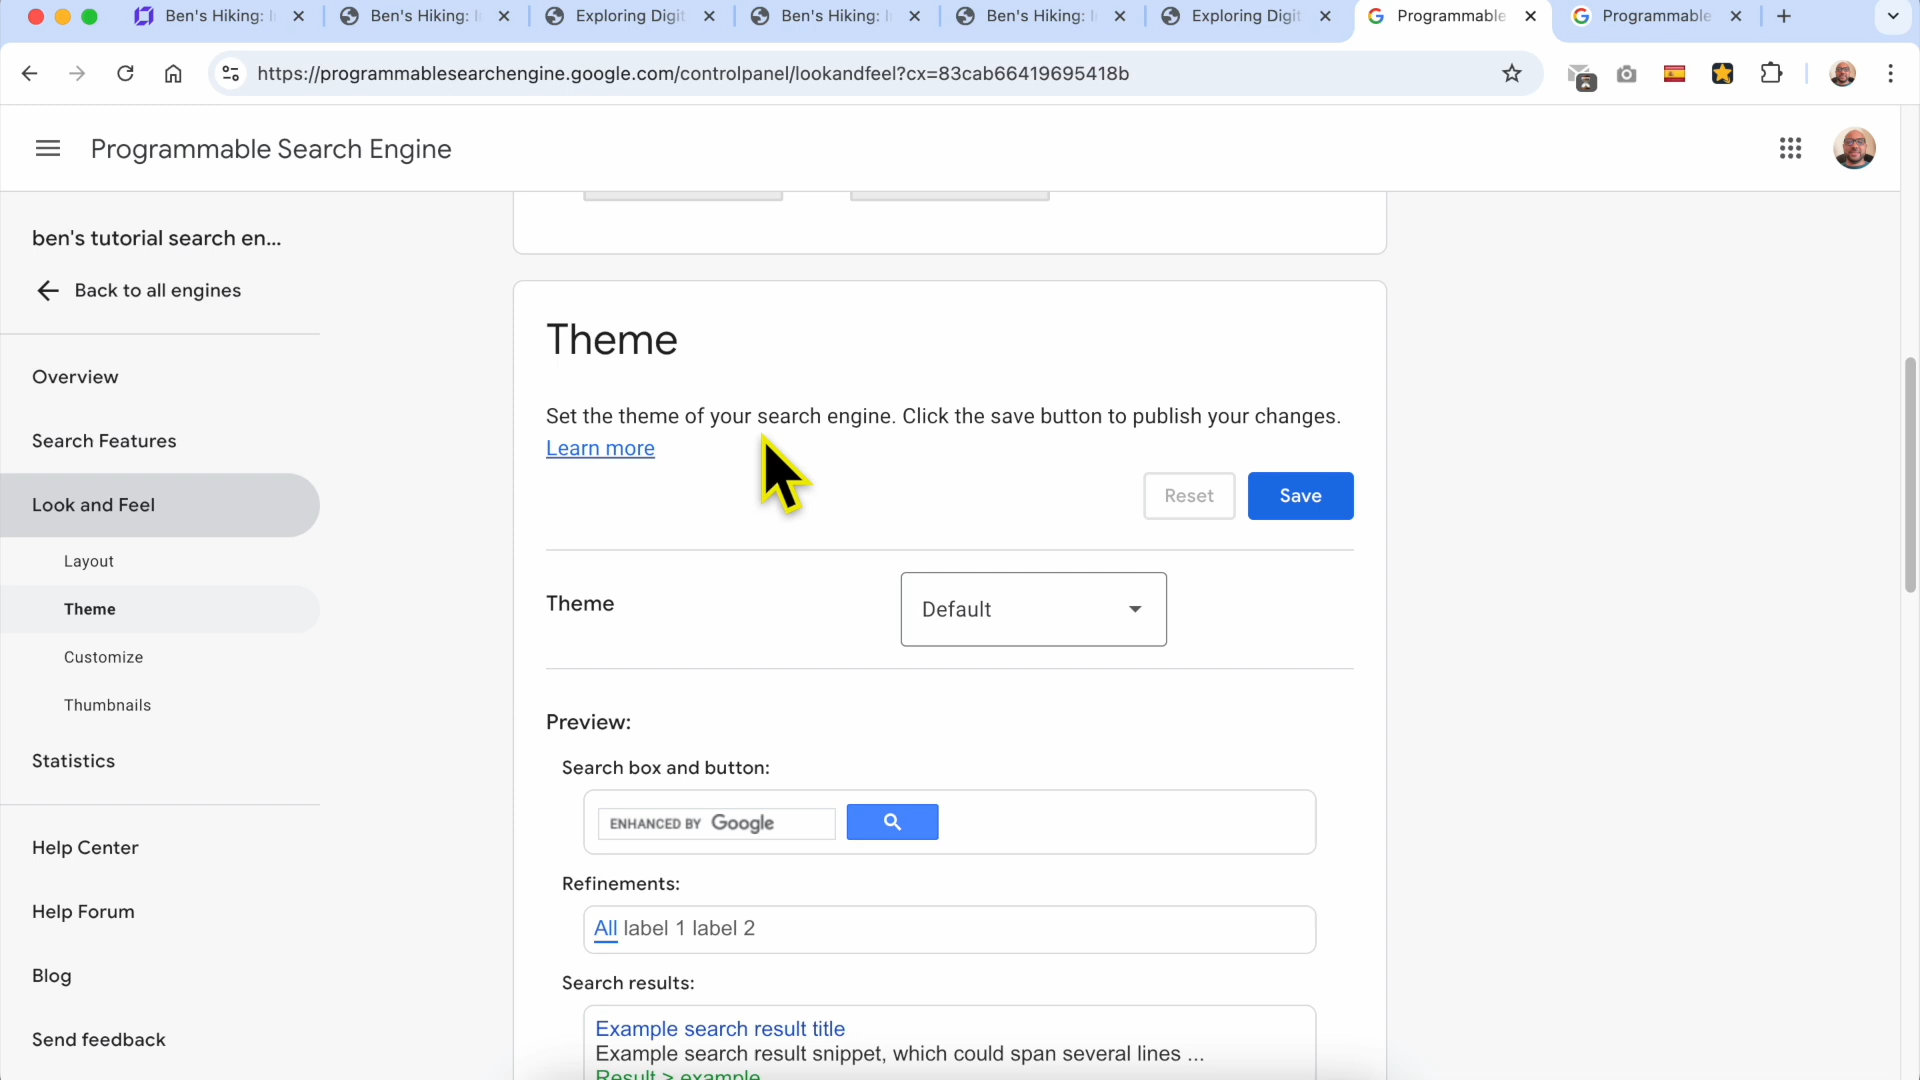 Ben's Hiking: I
Ben's Hiking: I
Exploring Digit
Ben's Hiking: I
Ben's Hiking: I
Exploring Digit
Programmable
Programmable
https://programmablesearchengine.google.com/controlpanel/lookandfeel?cx=83cab66419695418b
Programmable Search Engine
ben's tutorial search en...
Back to all engines
Overview
Search Features
Look and Feel
Layout
Theme
Customize
Thumbnails
Statistics
Help Center
Help Forum
Blog
Send feedback
Theme
Set the theme of your search engine. Click the save button to publish your changes.
Learn more
Reset
Save
Theme
Default
Preview:
Search box and button:
ENHANCED BY Google
Refinements:
All label 1 label 2
Search results:
Example search result title
Example search result snippet, which could span several lines ...
Result > example